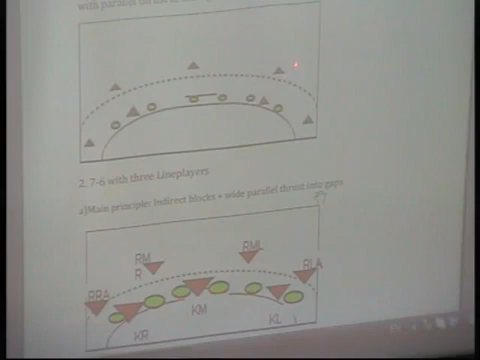 with parallel
2. 7-6 with three Lineplayers
a)Main principle: Indirect blocks + wide parallel thrust into gaps
RM
R
RML
RRA
RLA
KM
KR
KL